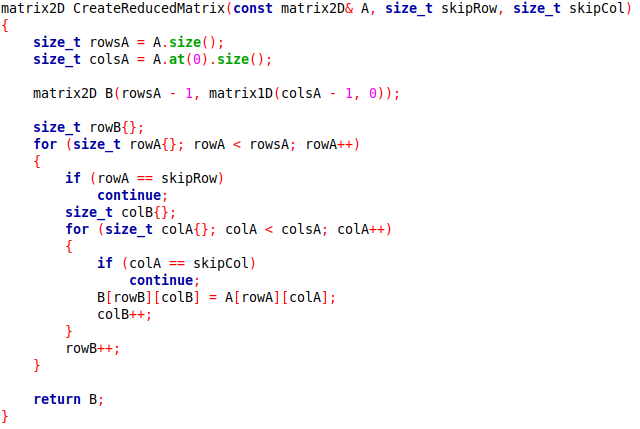 matrix2D CreateReducedMatrix(const matrix2D& A, size_t skipRow, size_t skipCol)
{
    size_t rowsA = A.size();
    size_t colsA = A.at(0).size();

    matrix2D B(rowsA - 1, matrix1D(colsA - 1, 0));

    size_t rowB{};
    for (size_t rowA{}; rowA < rowsA; rowA++)
    {
        if (rowA == skipRow)
            continue;
        size_t colB{};
        for (size_t colA{}; colA < colsA; colA++)
        {
            if (colA == skipCol)
                continue;
            B[rowB][colB] = A[rowA][colA];
            colB++;
        }
        rowB++;
    }

    return B;
}